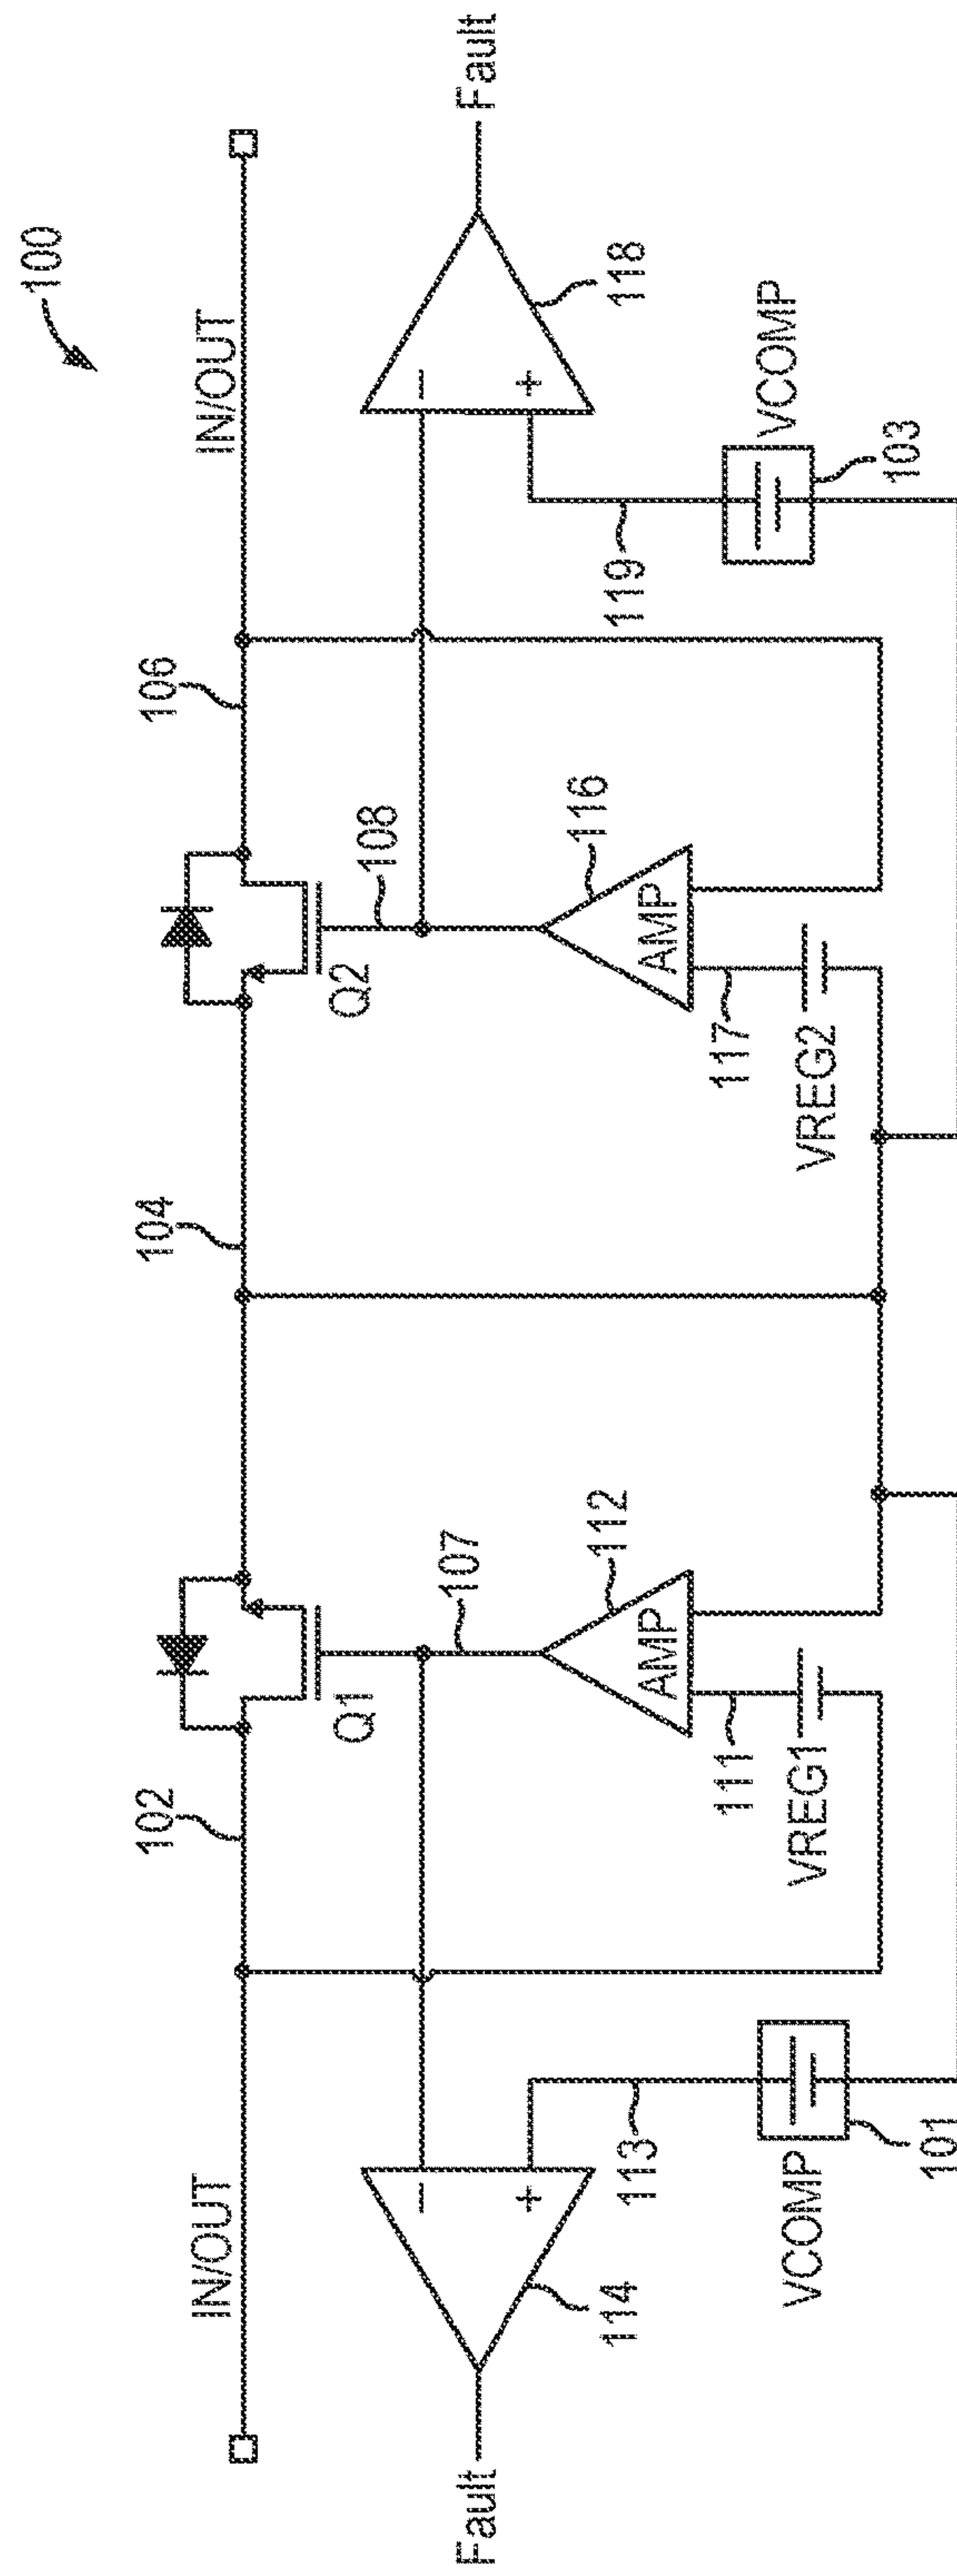 100
IN/OUT
IN/OUT
102
104
106
Q1
107
Q2
108
Fault
114
−
+
113
VCOMP
101
AMP
112
111
VREG1
AMP
116
117
VREG2
−
+
118
119
VCOMP
103
Fault